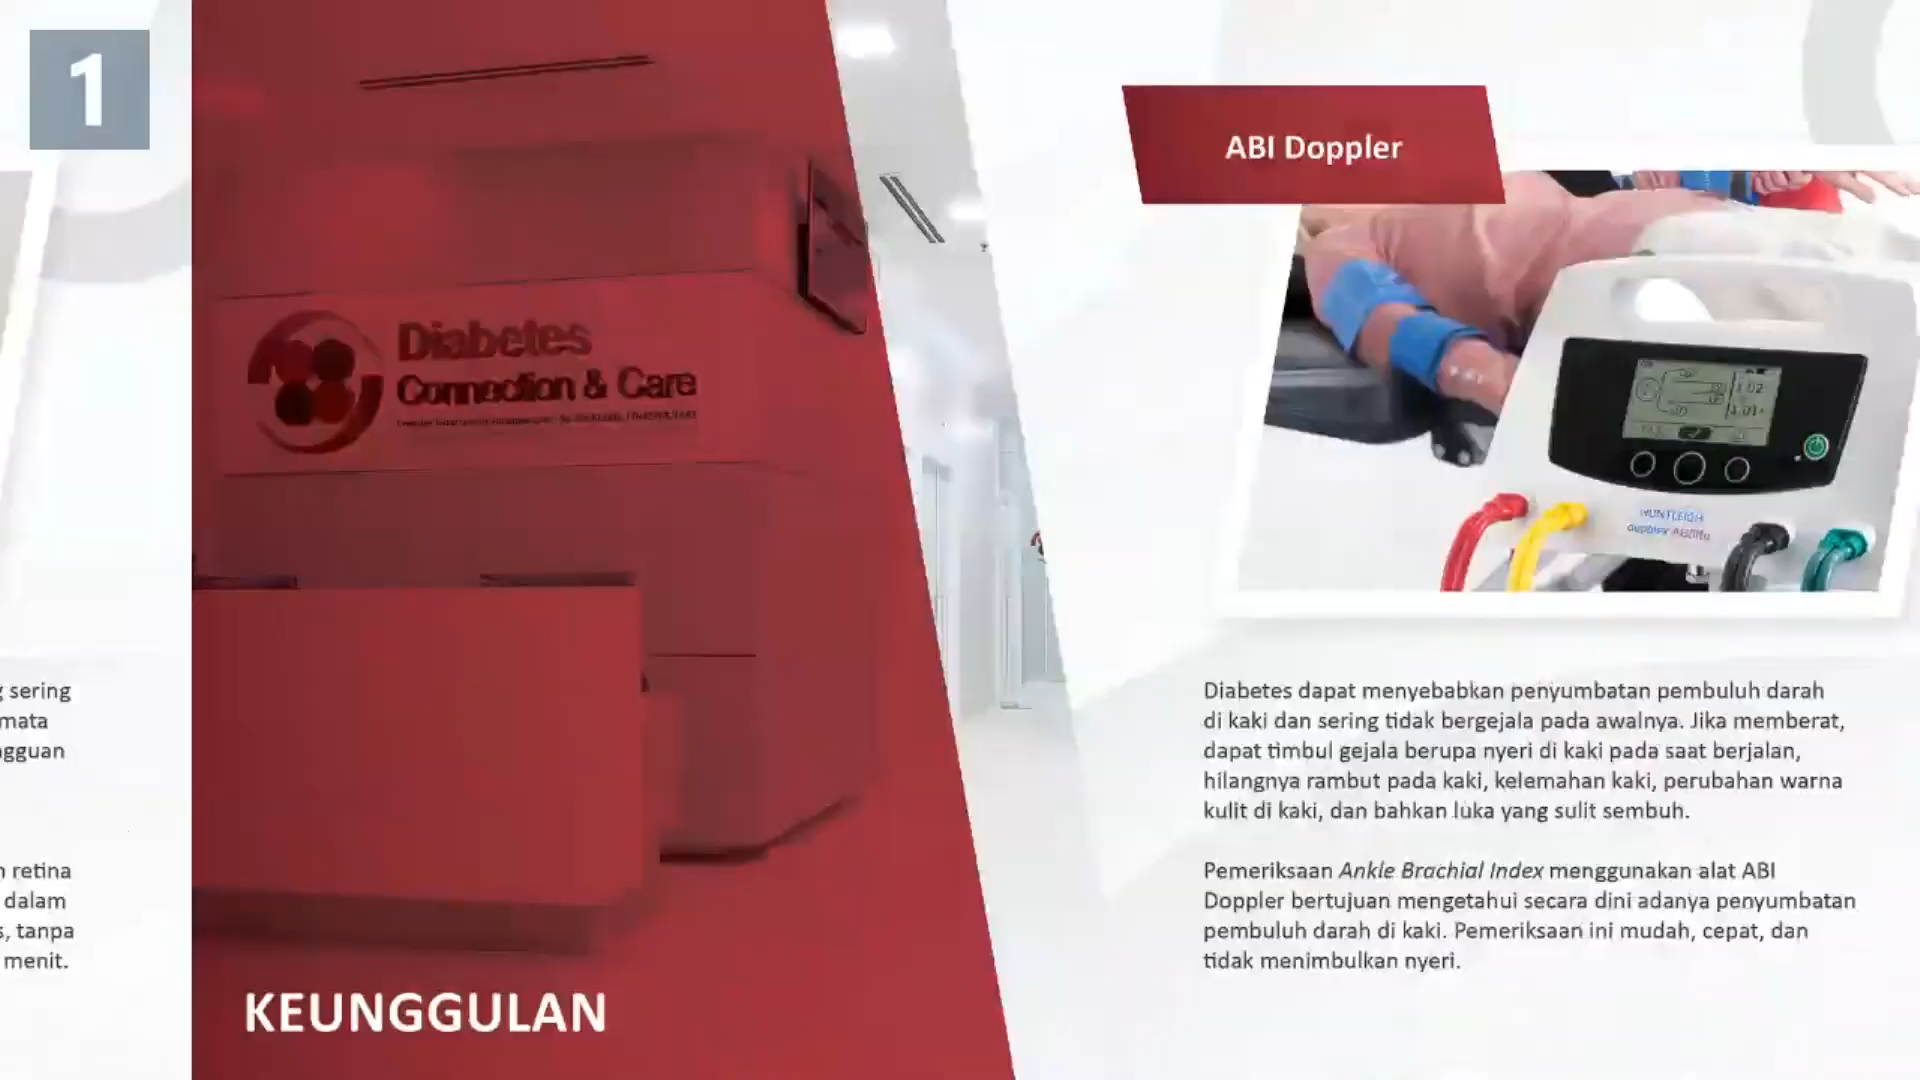 1
Diabetes
Connection & Care
KEUNGGULAN
g sering
mata
ngguan
n retina
dalam
s, tanpa
menit.
ABI Doppler
1.02
1.01
HUNTLEIGH
Diabetes dapat menyebabkan penyumbatan pembuluh darah
di kaki dan sering tidak bergejala pada awalnya. Jika memberat,
dapat timbul gejala berupa nyeri di kaki pada saat berjalan,
hilangnya rambut pada kaki, kelemahan kaki, perubahan warna
kulit di kaki, dan bahkan luka yang sulit sembuh.
Pemeriksaan Ankle Brachial Index menggunakan alat ABI
Doppler bertujuan mengetahui secara dini adanya penyumbatan
pembuluh darah di kaki. Pemeriksaan ini mudah, cepat, dan
tidak menimbulkan nyeri.